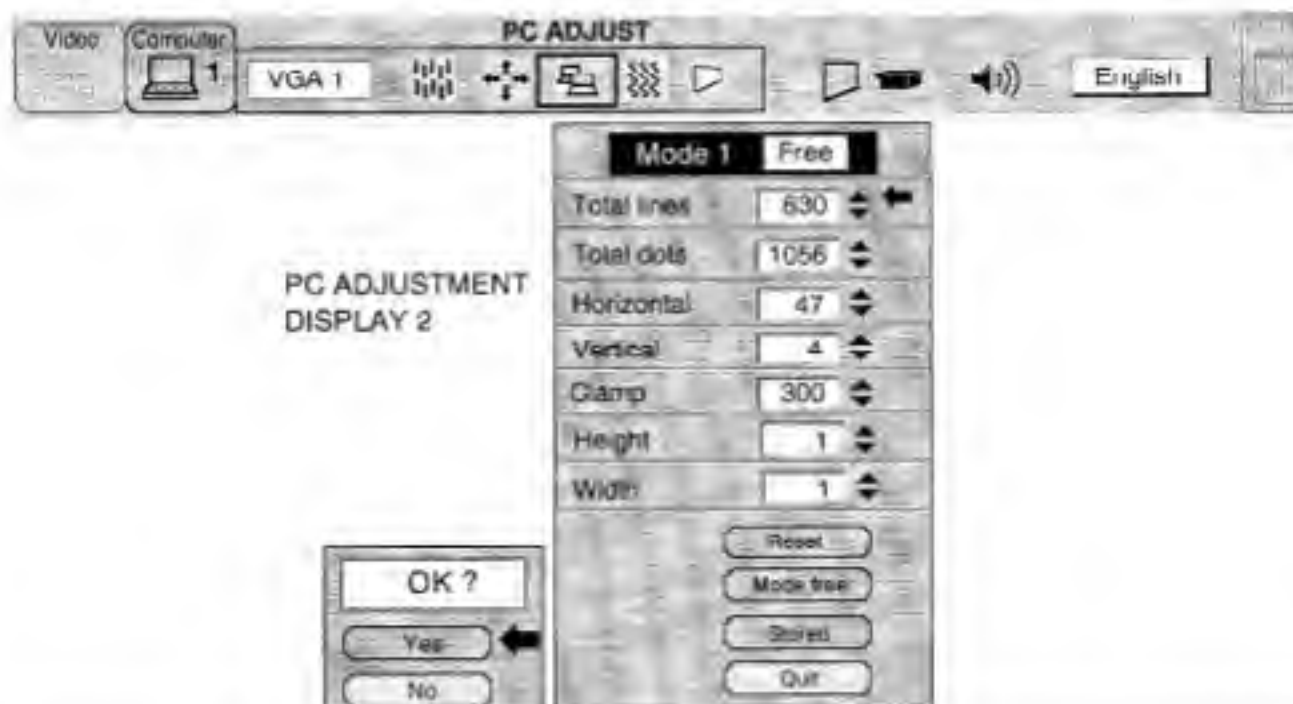 PC ADJUST
Video Computer
1 VGA 1 English
Mode 1 Free
Total lines 630
Total dots 1056
PC ADJUSTMENT
DISPLAY 2
Horizontal 47
Vertical 4
Clamp 300
Height 1
Width 1
Reset
OK ?
Mode free
Stored
Yes
Quit
No